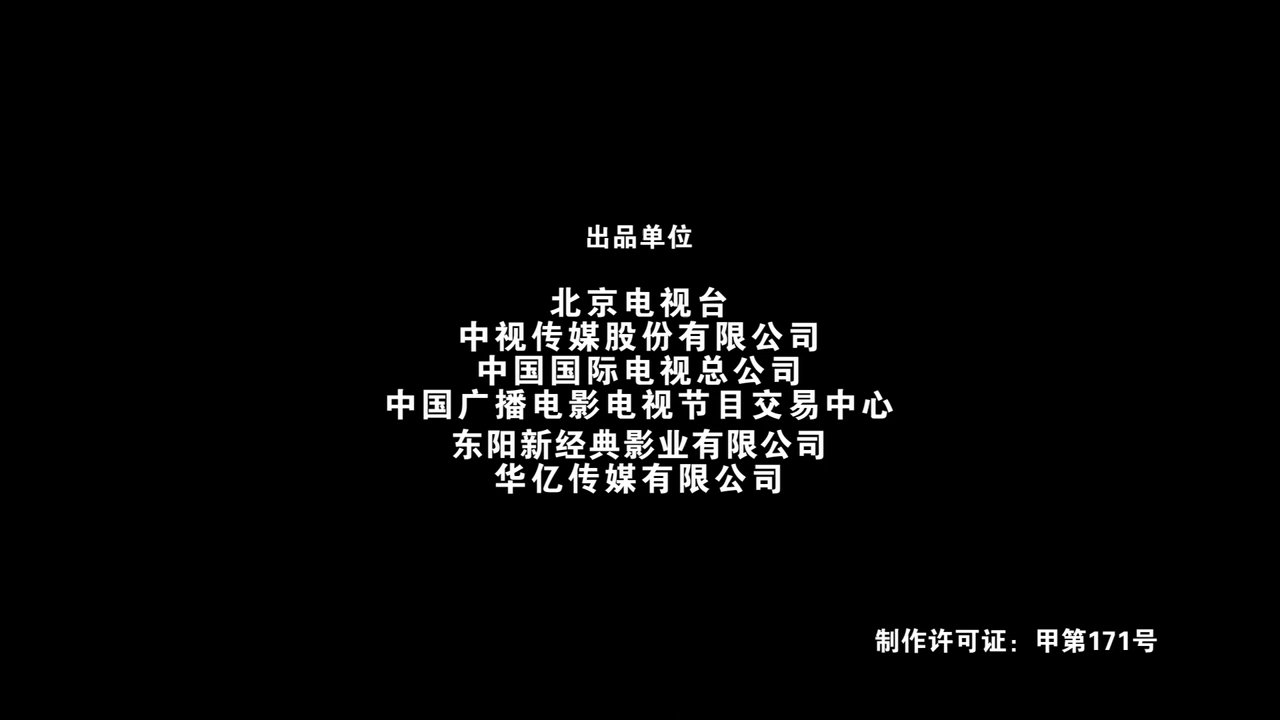 出品单位
北京电视台
中视传媒股份有限公司
中国国际电视总公司
中国广播电影电视节目交易中心
东阳新经典影业有限公司
华亿传媒有限公司
制作许可证：甲第171号